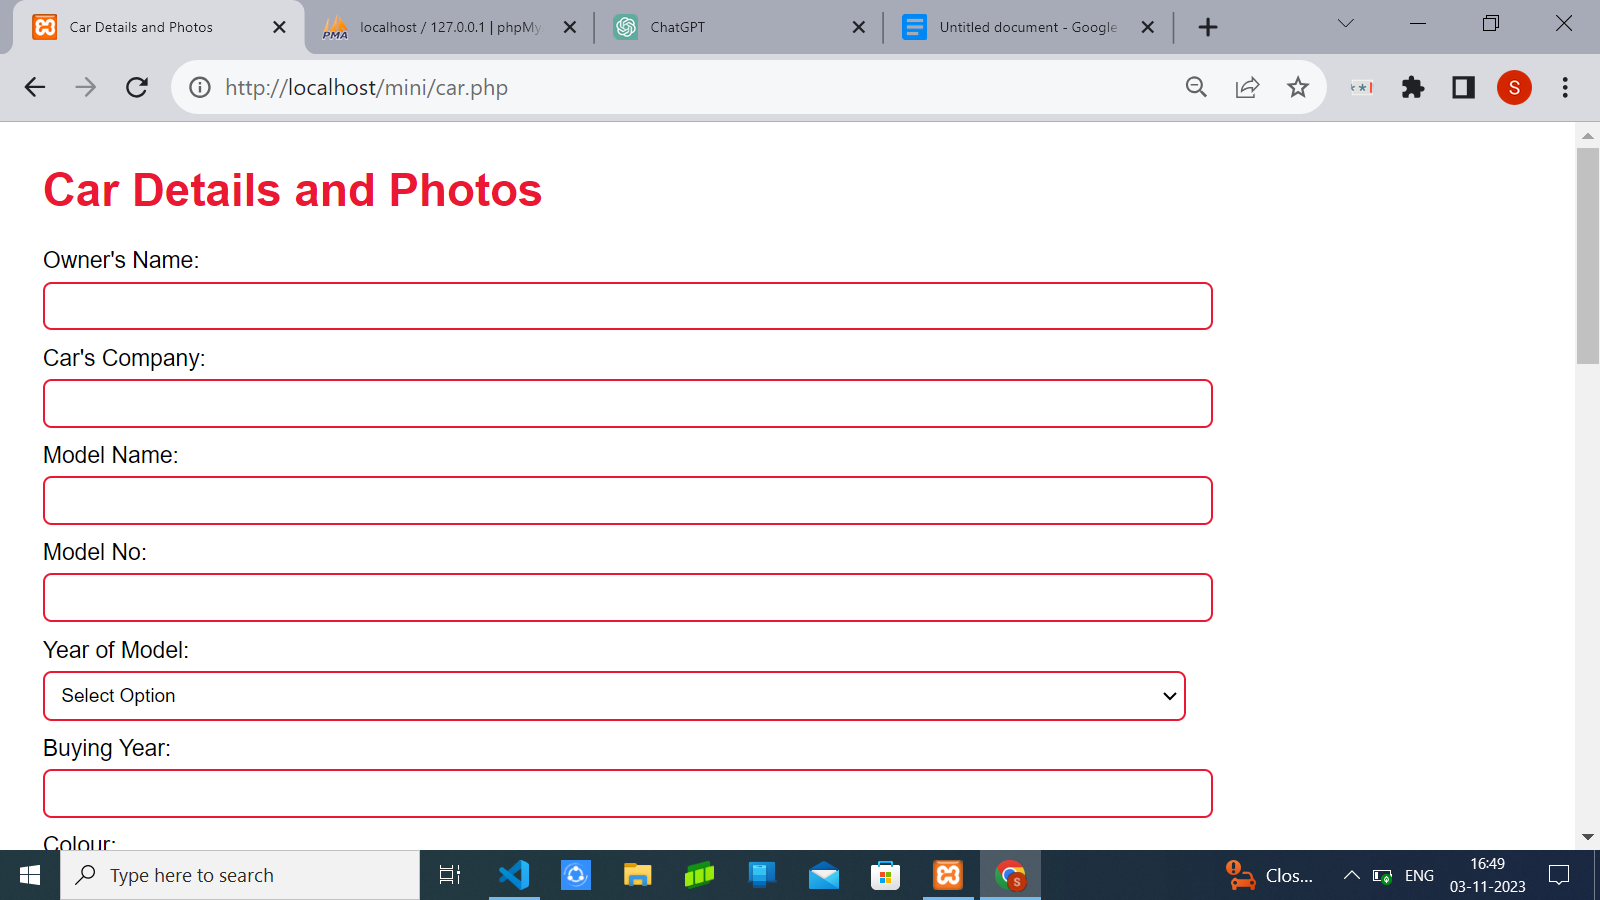 Car Details and Photos
localhost / 127.0.0.1 | phpMy
ChatGPT
Untitled document - Google
http://localhost/mini/car.php
S
Car Details and Photos
Owner's Name:
Car's Company:
Model Name:
Model No:
Year of Model:
Select Option
Buying Year:
Colour:
Type here to search
S
Clos...
ENG
16:49
03-11-2023
PMA